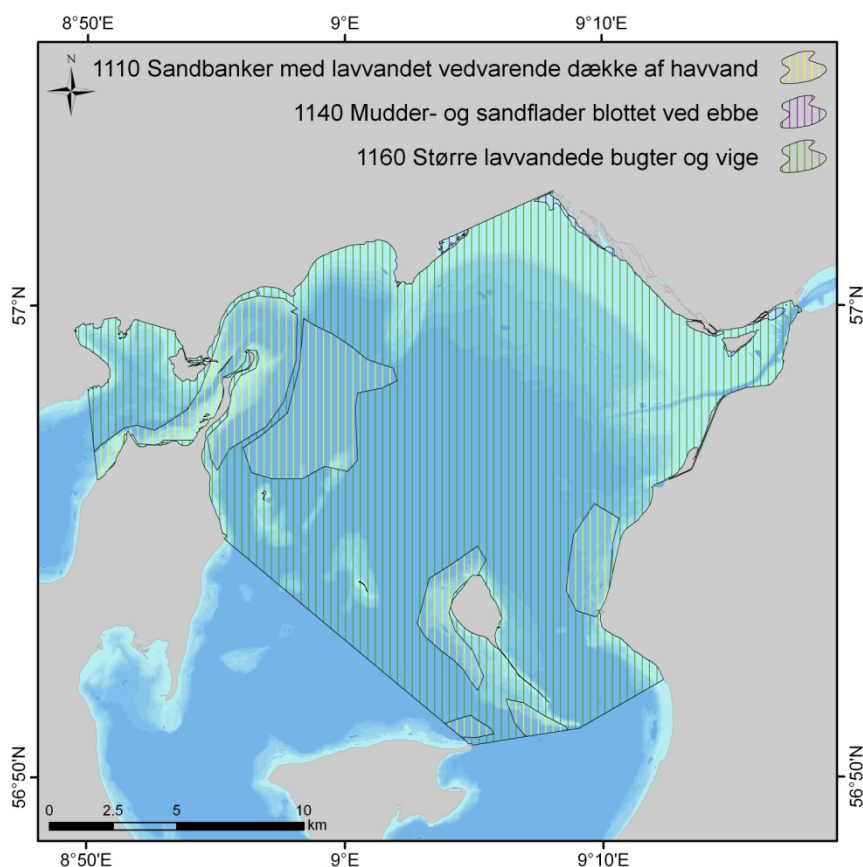 8°50'E 9°E 9°10'E
N
1110 Sandbanker med lavvandet vedvarende dække af havvand
1140 Mudder- og sandflader blottet ved ebbe
1160 Større lavvandede bugter og vige
57°N 57°N
56°50'N 56°50'N
0 2.5 5 10
km
8°50'E 9°E 9°10'E